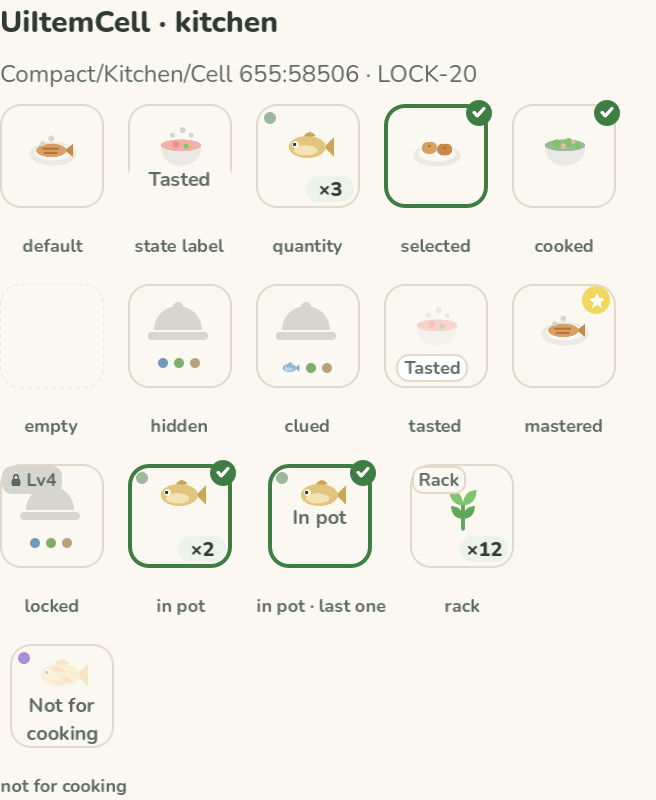 UiItemCell · kitchen
Compact/Kitchen/Cell 655:58506 · LOCK-20
Tasted
×3
default
state label
quantity
selected
cooked
Tasted
empty
hidden
clued
tasted
mastered
Lv4
In pot
Rack
×2
×12
locked
in pot
in pot · last one
rack
Not for
cooking
not for cooking